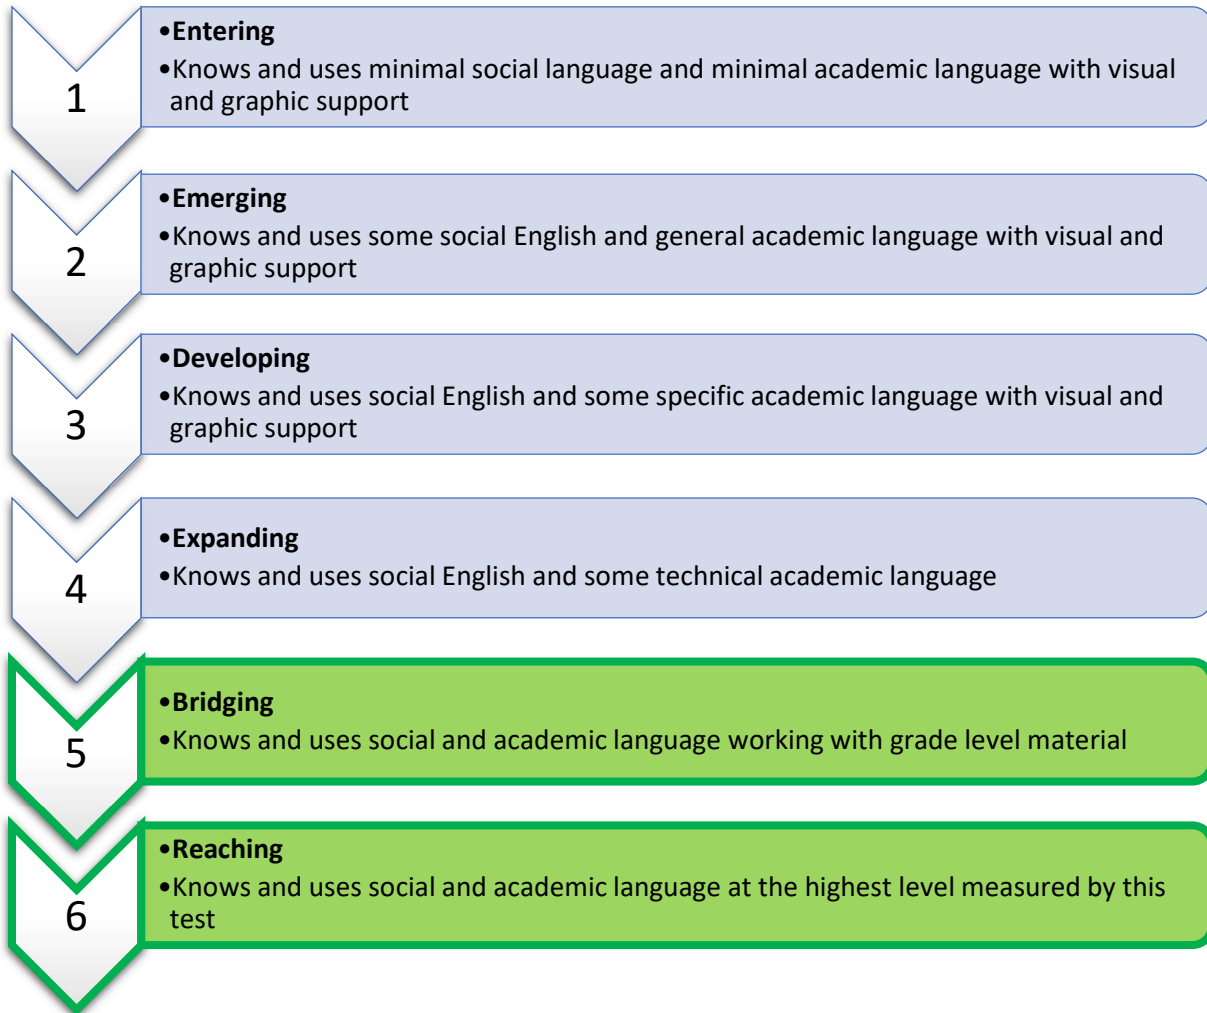 1
•Entering
•Knows and uses minimal social language and minimal academic language with visual
and graphic support
2
•Emerging
•Knows and uses some social English and general academic language with visual and
graphic support
3
•Developing
•Knows and uses social English and some specific academic language with visual and
graphic support
4
•Expanding
•Knows and uses social English and some technical academic language
5
•Bridging
•Knows and uses social and academic language working with grade level material
6
•Reaching
•Knows and uses social and academic language at the highest level measured by this
test